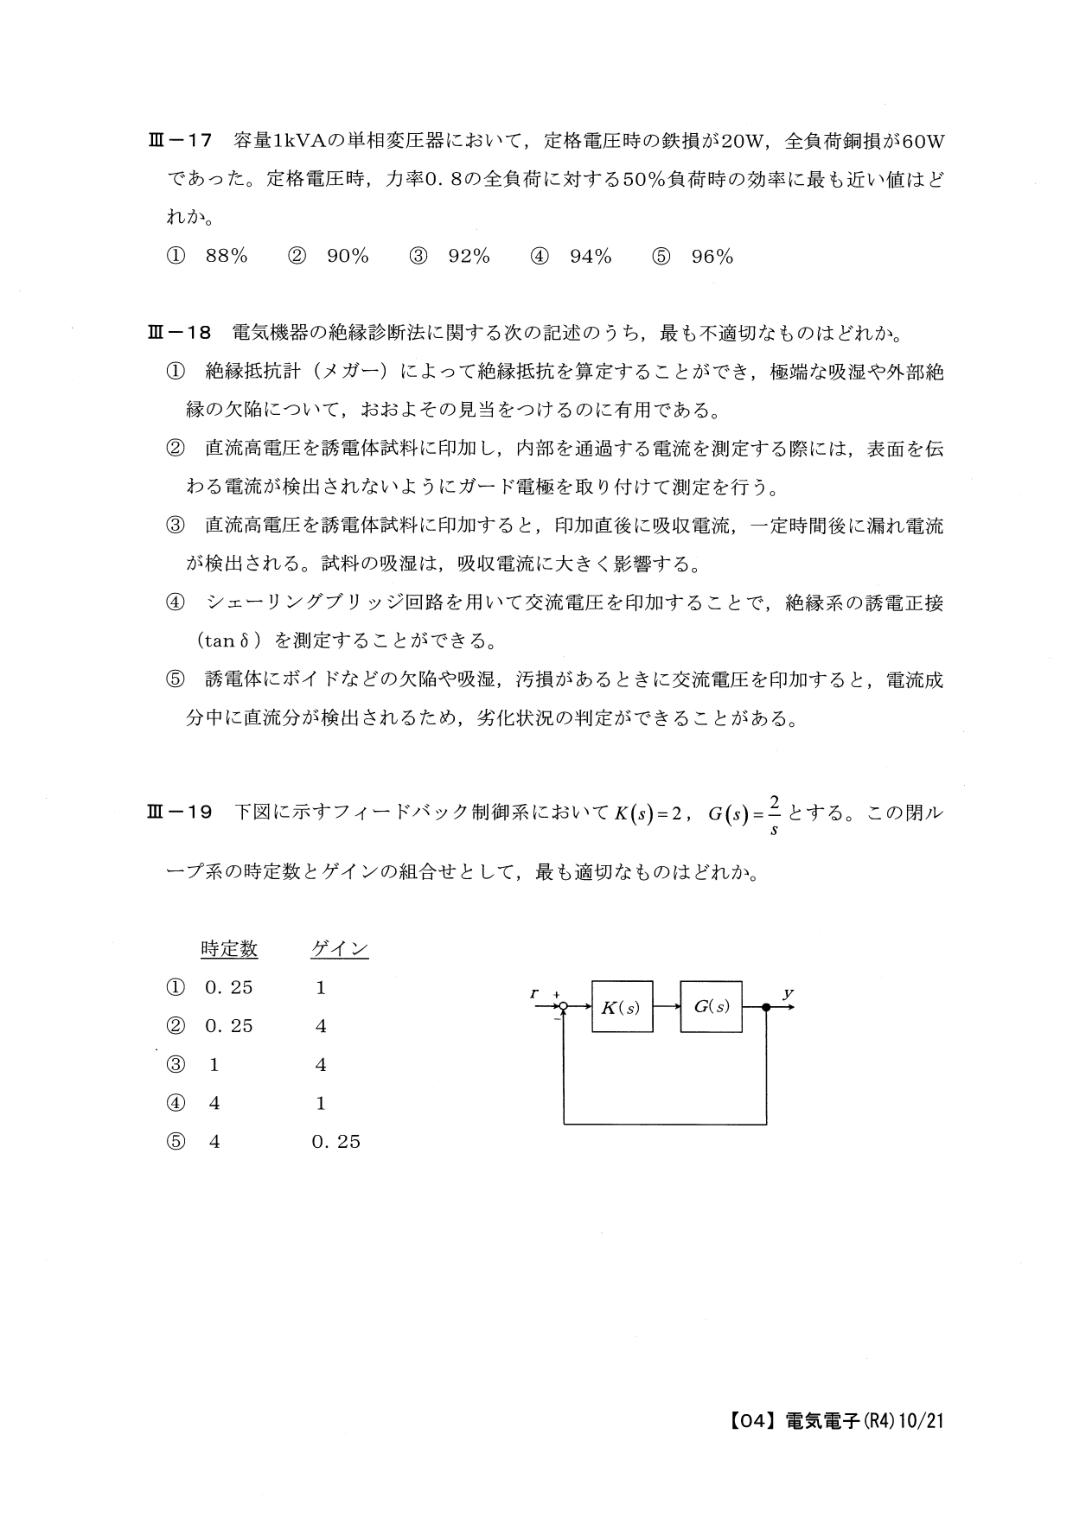 Ⅲ－17　容量1kVAの単相変圧器において，定格電圧時の鉄損が20W，全負荷銅損が60W
であった。定格電圧時，力率0.8の全負荷に対する50％負荷時の効率に最も近い値はど
れか。
①　88％　②　90％　③　92％　④　94％　⑤　96％
Ⅲ－18　電気機器の絶縁診断法に関する次の記述のうち，最も不適切なものはどれか。
①　絶縁抵抗計（メガー）によって絶縁抵抗を算定することができ，極端な吸湿や外部絶
縁の欠陥について，おおよその見当をつけるのに有用である。
②　直流高電圧を誘電体試料に印加し，内部を通過する電流を測定する際には，表面を伝
わる電流が検出されないようにガード電極を取り付けて測定を行う。
③　直流高電圧を誘電体試料に印加すると，印加直後に吸収電流，一定時間後に漏れ電流
が検出される。試料の吸湿は，吸収電流に大きく影響する。
④　シェーリングブリッジ回路を用いて交流電圧を印加することで，絶縁系の誘電正接
（tanδ）を測定することができる。
⑤　誘電体にボイドなどの欠陥や吸湿，汚損があるときに交流電圧を印加すると，電流成
分中に直流分が検出されるため，劣化状況の判定ができることがある。
Ⅲ－19　下図に示すフィードバック制御系においてK(s)=2，G(s)=2/sとする。この閉ル
ープ系の時定数とゲインの組合せとして，最も適切なものはどれか。
時定数　ゲイン
①　0.25　1
②　0.25　4
③　1　4
④　4　1
⑤　4　0.25
r + − K(s) G(s) y
【04】電気電子(R4)10/21